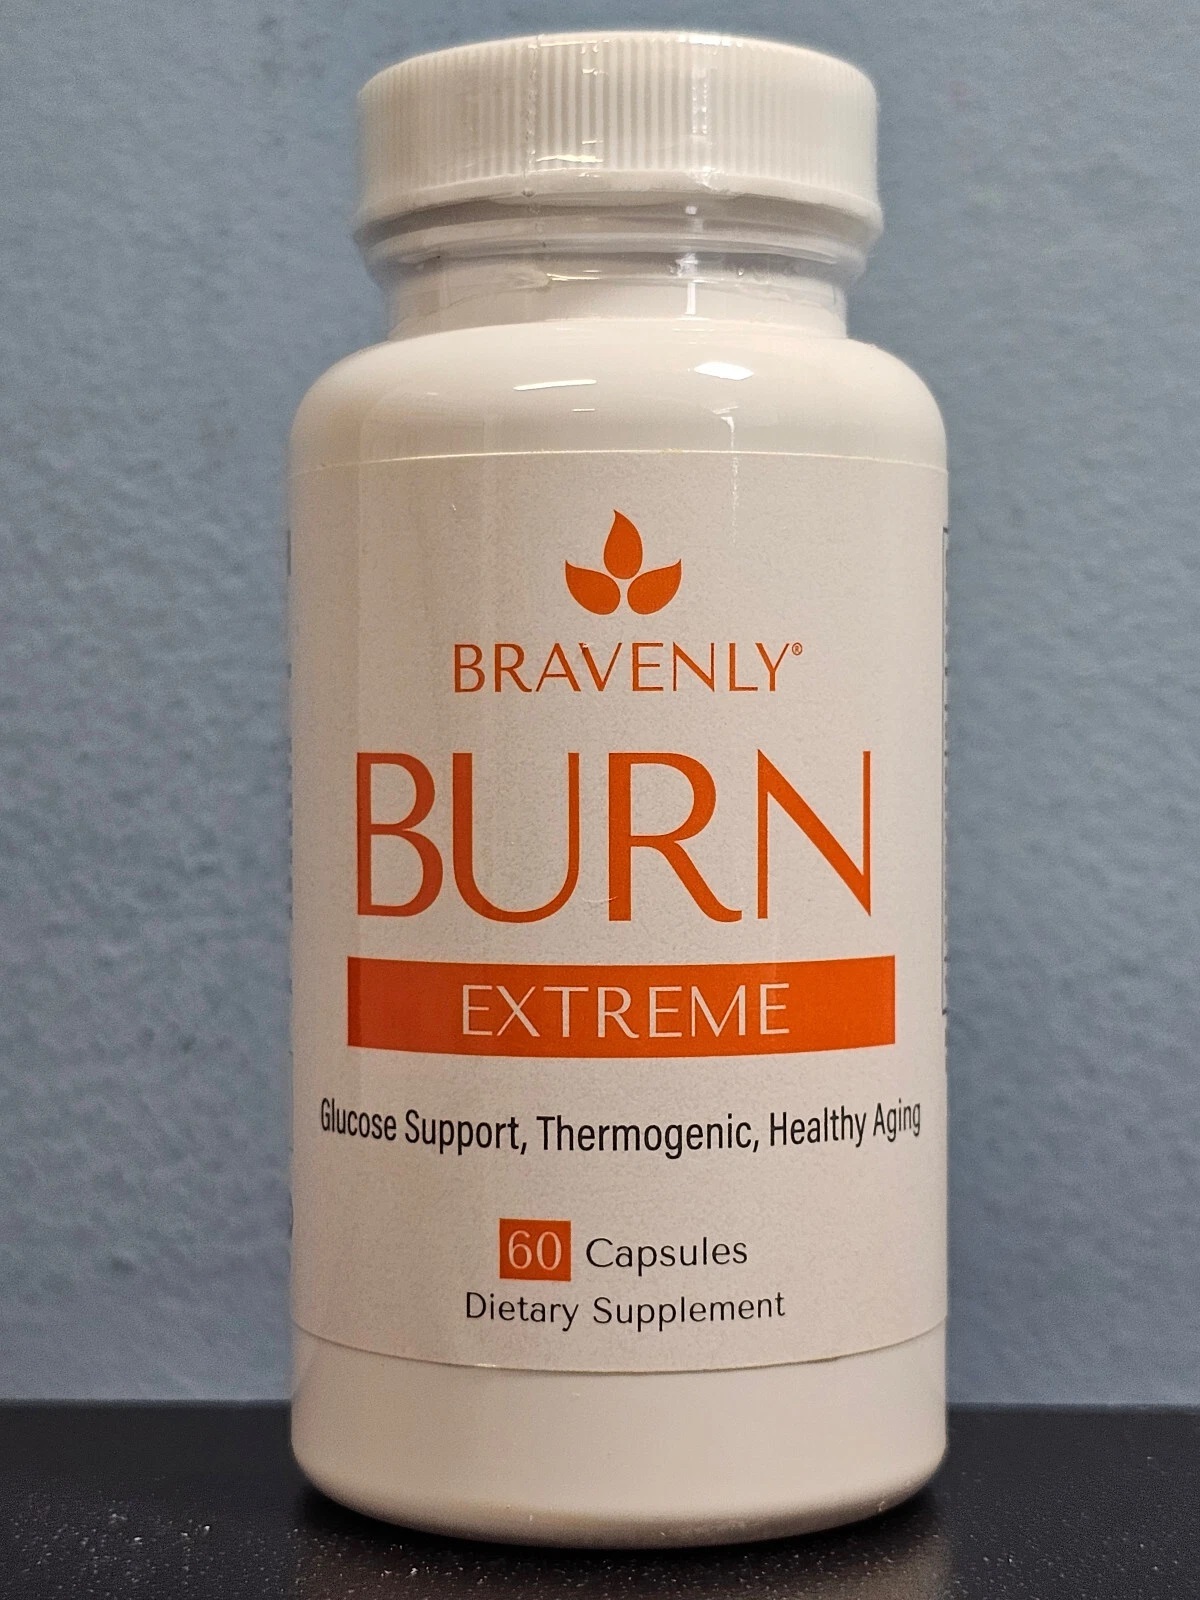 BRAVENLY®
BURN
EXTREME
Glucose Support, Thermogenic, Healthy Aging
60 Capsules
Dietary Supplement